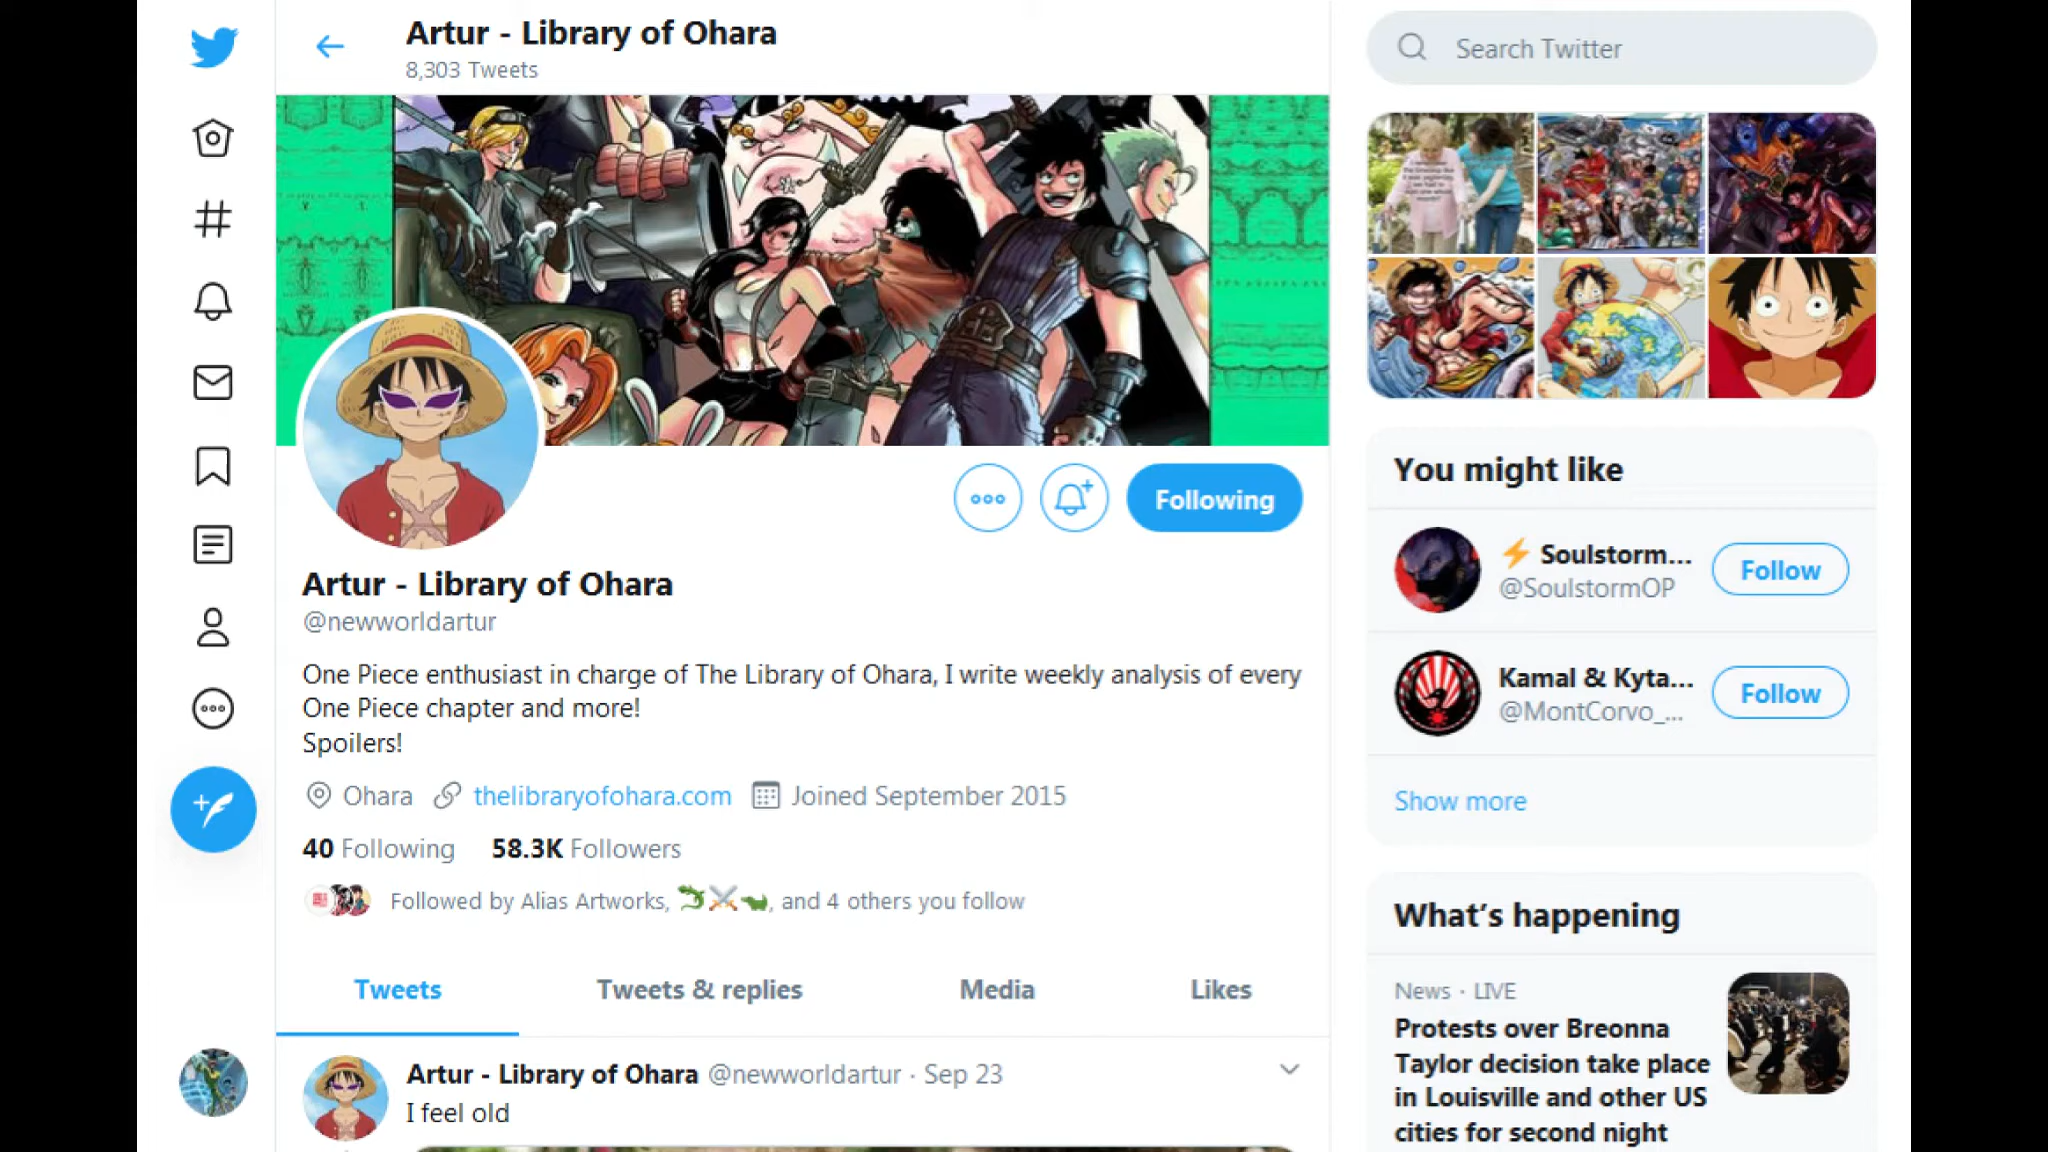 Artur - Library of Ohara
8,303 Tweets
Search Twitter
Following
Artur - Library of Ohara
@newworldartur
One Piece enthusiast in charge of The Library of Ohara, I write weekly analysis of every
One Piece chapter and more!
Spoilers!
Ohara thelibraryofohara.com Joined September 2015
40 Following 58.3K Followers
Followed by Alias Artworks, 🐉⚔️🐊, and 4 others you follow
Tweets Tweets & replies Media Likes
Artur - Library of Ohara @newworldartur · Sep 23
I feel old
You might like
⚡ Soulstorm...
@SoulstormOP
Follow
Kamal & Kyta...
@MontCorvo_...
Follow
Show more
What's happening
News · LIVE
Protests over Breonna
Taylor decision take place
in Louisville and other US
cities for second night